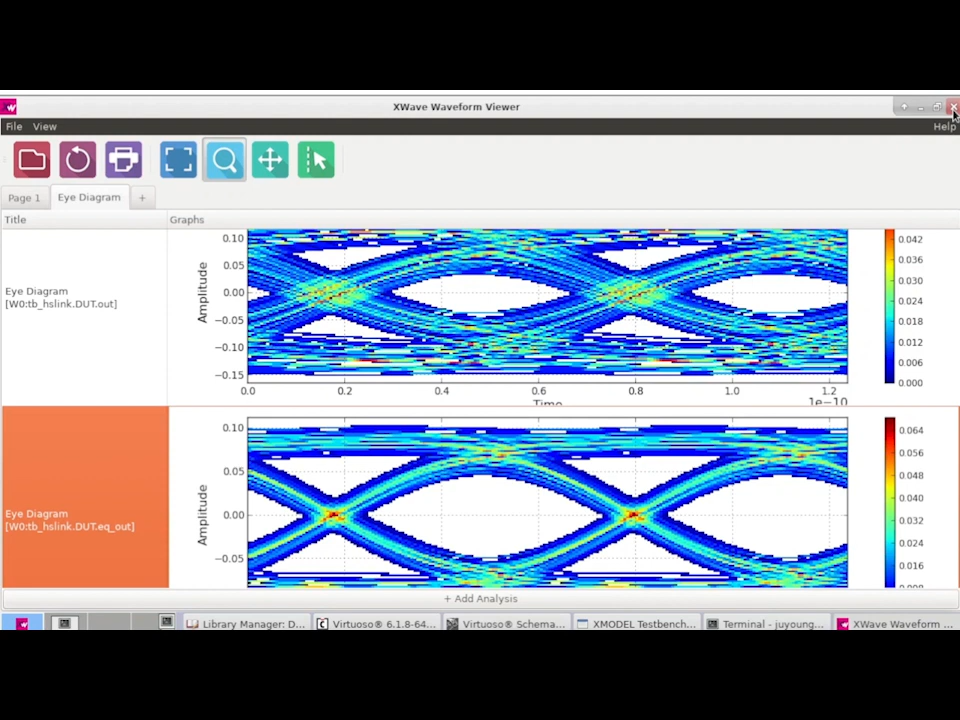 XWave Waveform Viewer
File View Help
Page 1 Eye Diagram +
Title Graphs
Eye Diagram
[W0:tb_hslink.DUT.out]
Amplitude
0.10
0.05
0.00
−0.05
−0.10
−0.15
0.0 0.2 0.4 0.6 0.8 1.0 1.2
Time 1e−10
0.042
0.036
0.030
0.024
0.018
0.012
0.006
0.000
Eye Diagram
[W0:tb_hslink.DUT.eq_out]
Amplitude
0.10
0.05
0.00
−0.05
0.064
0.056
0.048
0.040
0.032
0.024
0.016
0.008
+ Add Analysis
Library Manager: D... Virtuoso® 6.1.8-64... Virtuoso® Schema... XMODEL Testbench... Terminal - juyoung... XWave Waveform ...